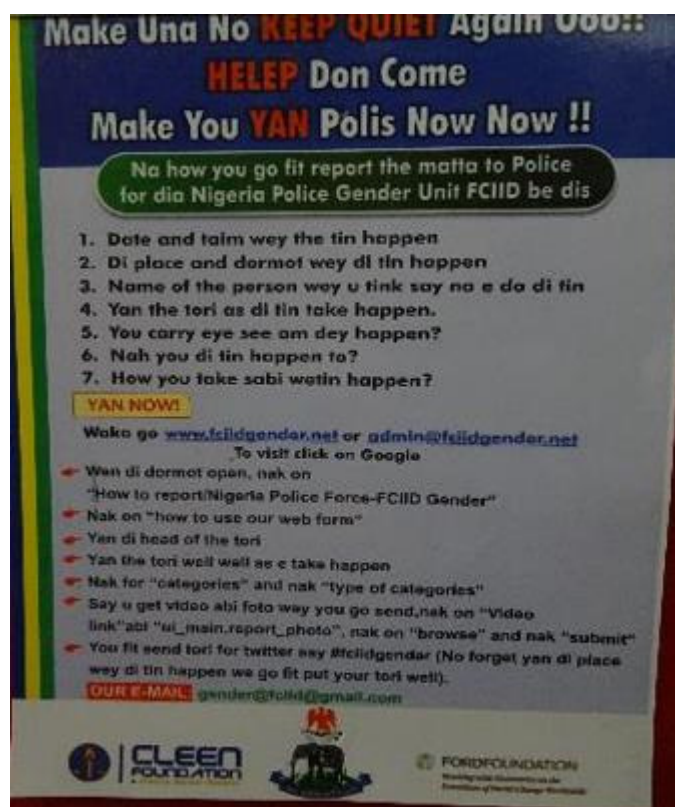 Make Una No KEEP QUIET Again Ooo!!
HELEP Don Come
Make You YAN Polis Now Now !!
Na how you go fit report the matta to Police
for dia Nigeria Police Gender Unit FCIID be dis
1. Date and taim wey the tin happen
2. Di place and dormot wey di tin happen
3. Name of the person wey u tink say na e do di tin
4. Yan the tori as di tin take happen.
5. You carry eye see am dey happen?
6. Nah you di tin happen to?
7. How you take sabi wetin happen?
YAN NOW!
Waka go www.fciidgender.net or admin@fciidgender.net
To visit click on Google
Wen di dormot open, nak on
"How to report/Nigeria Police Force-FCIID Gender"
Nak on "how to use our web form"
Yan di head of the tori
Yan the tori well well as e take happen
Nak for "categories" and nak "type of categories"
Say u get video abi foto way you go send,nak on "Video
link"abi "ui_main.report_photo", nak on "browse" and nak "submit"
You fit send tori for twitter say #fciidgender (No forget yan di place
wey di tin happen we go fit put your tori well).
OUR E-MAIL: gender@fciid@gmail.com
CLEEN
FOUNDATION
FORDFOUNDATION